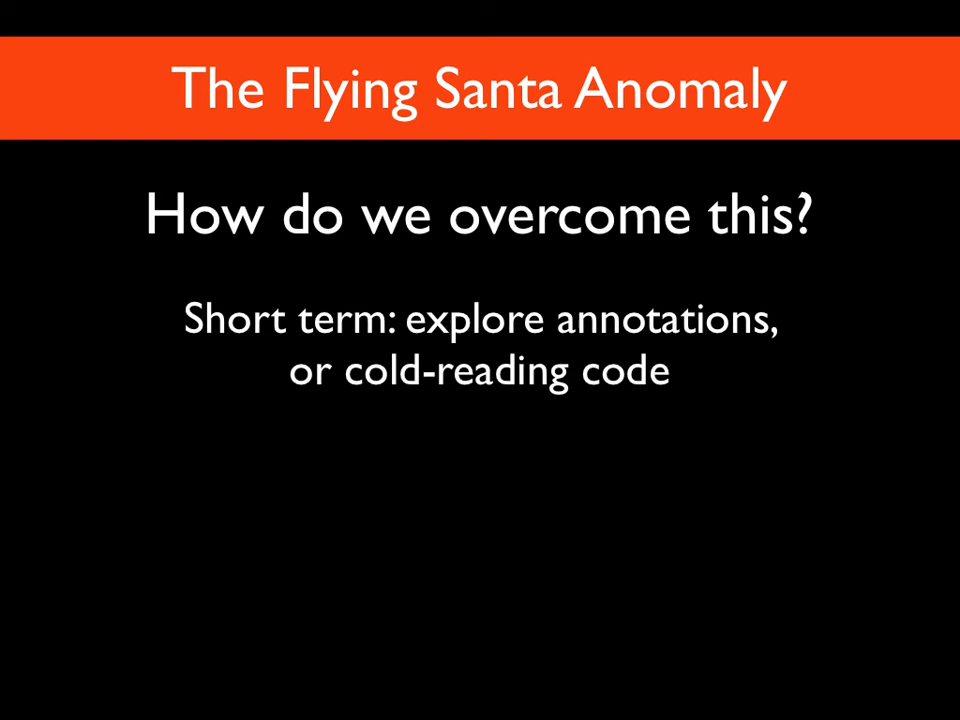 The Flying Santa Anomaly
How do we overcome this?
Short term: explore annotations,
or cold-reading code